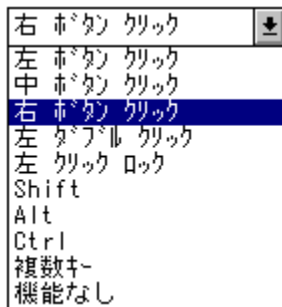 右 ﾎﾞﾀﾝ ｸﾘｯｸ
左 ﾎﾞﾀﾝ ｸﾘｯｸ
中 ﾎﾞﾀﾝ ｸﾘｯｸ
右 ﾎﾞﾀﾝ ｸﾘｯｸ
左 ﾀﾞﾌﾞﾙ ｸﾘｯｸ
左 ｸﾘｯｸ ﾛｯｸ
Shift
Alt
Ctrl
複数ｷｰ
機能なし